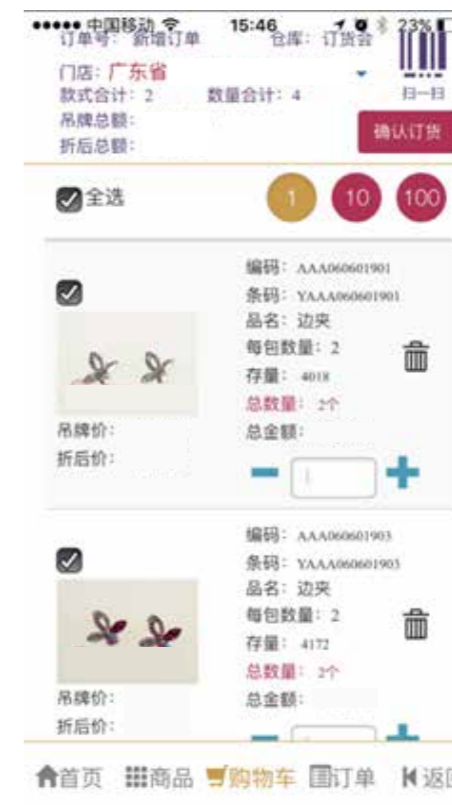 中国移动 15:46 23%
订单号: 新增订单 仓库: 订货会
门店: 广东省
款式合计: 2 数量合计: 4
扫一扫
吊牌总额:
确认订货
折后总额:
全选 1 10 100
编码: AAA060601901
条码: YAAA060601901
品名: 边夹
每包数量: 2
存量: 4018
总数量: 2个
吊牌价: 总金额:
折后价:
1
编码: AAA060601903
条码: YAAA060601903
品名: 边夹
每包数量: 2
存量: 4172
总数量: 2个
吊牌价: 总金额:
折后价:
首页 商品 购物车 订单 返